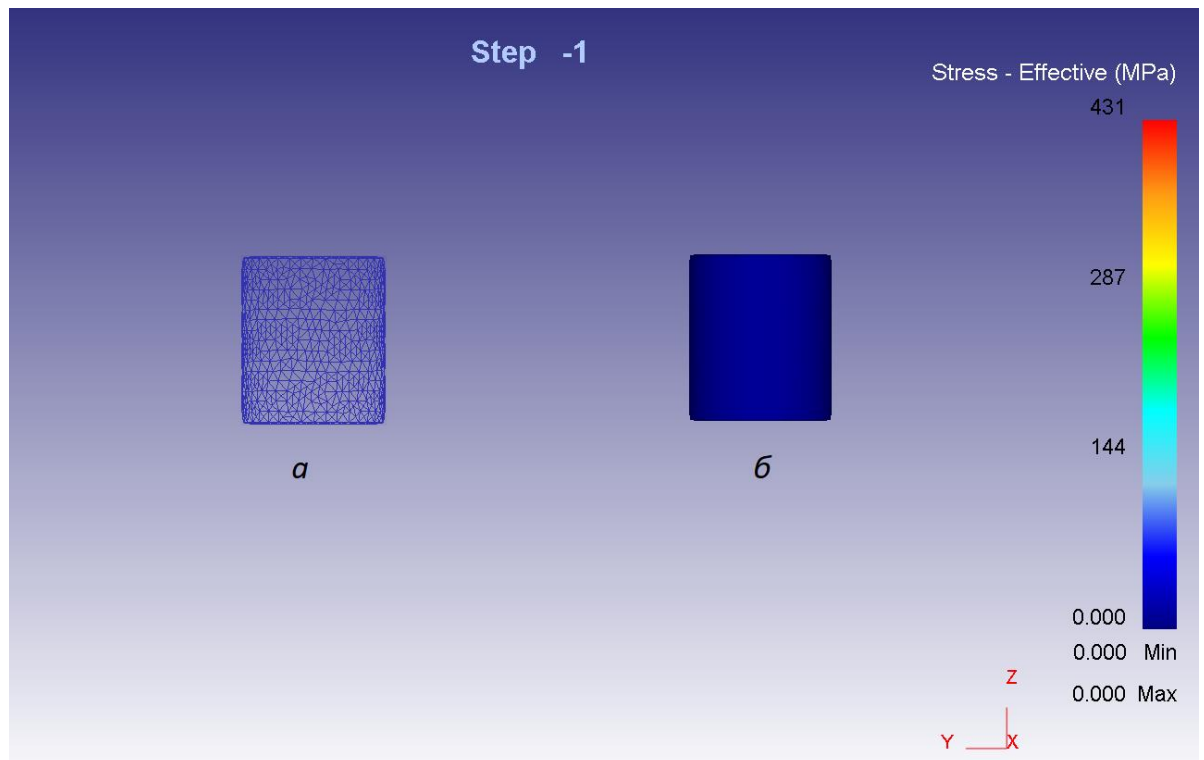 Step -1
Stress - Effective (MPa)
431
287
144
0.000
0.000 Min
0.000 Max
а
б
Z
Y
X